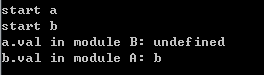 start a
start b
a.val in module B: undefined
b.val in module A: b